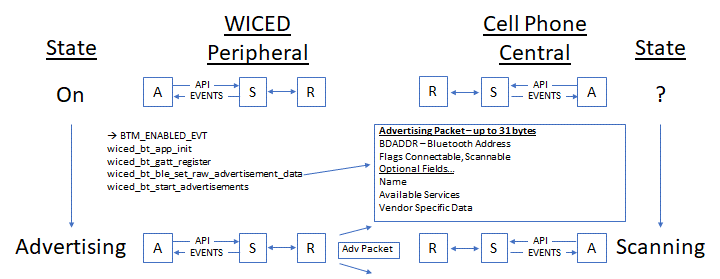 State
WICED
Peripheral
Cell Phone
Central
State
On
A
API
EVENTS
S
R
R
S
API
EVENTS
A
?
→ BTM_ENABLED_EVT
wiced_bt_app_init
wiced_bt_gatt_register
wiced_bt_ble_set_raw_advertisement_data
wiced_bt_start_advertisements
Advertising Packet – up to 31 bytes
BDADDR – Bluetooth Address
Flags Connectable, Scannable
Optional Fields...
Name
Available Services
Vendor Specific Data
Advertising
A
API
EVENTS
S
R
Adv Packet
R
S
API
EVENTS
A
Scanning